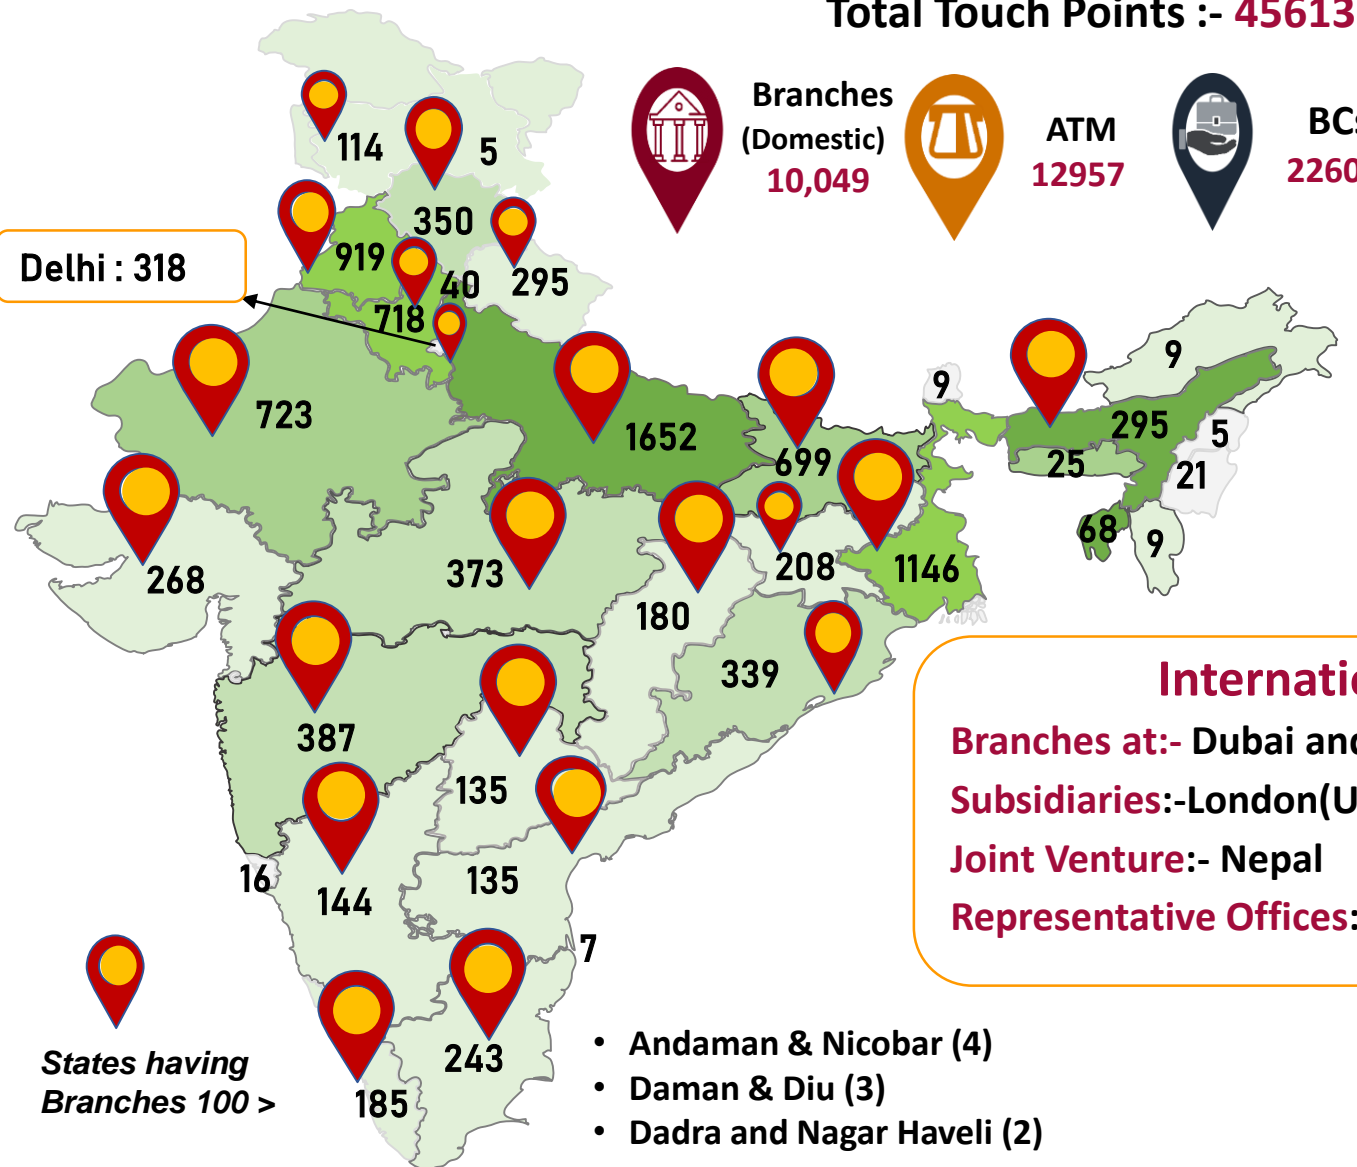 Total Touch Points :- 45613
Branches
(Domestic)
10,049
ATM
12957
BCs
2260
114
5
350
919
40
295
Delhi : 318
718
723
1652
699
9
9
295
5
25
21
68
9
268
373
208
1146
180
339
387
135
135
16
144
7
243
185
Internati
Branches at:- Dubai and
Subsidiaries:-London(U
Joint Venture:- Nepal
Representative Offices:
States having
Branches 100 >
• Andaman & Nicobar (4)
• Daman & Diu (3)
• Dadra and Nagar Haveli (2)